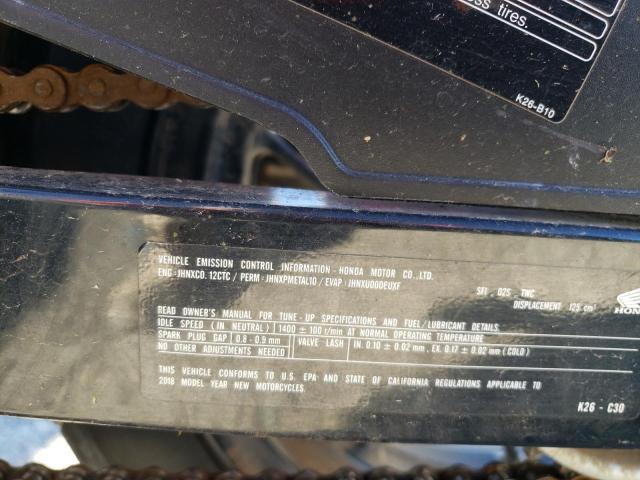 oss tires.
K26-B10
VEHICLE EMISSION CONTROL INFORMATION - HONDA MOTOR CO., LTD.
ENG - JHNXC0. 12CTC / PERM - JHNXPMETAL10 / EVAP - JHNXU000EUXF
SFI O2S TWC
DISPLACEMENT 125 cm³
READ OWNER'S MANUAL FOR TUNE-UP SPECIFICATIONS AND FUEL/LUBRICANT DETAILS.
IDLE SPEED (IN NEUTRAL) 1400 ± 100 r/min AT NORMAL OPERATING TEMPERATURE
SPARK PLUG GAP 0.8 - 0.9 mm VALVE LASH IN. 0.10 ± 0.02 mm , EX. 0.17 ± 0.02 mm (COLD)
NO OTHER ADJUSTMENTS NEEDED
THIS VEHICLE CONFORMS TO U.S. EPA AND STATE OF CALIFORNIA REGULATIONS APPLICABLE TO
2018 MODEL YEAR NEW MOTORCYCLES.
K26 - C30
HON